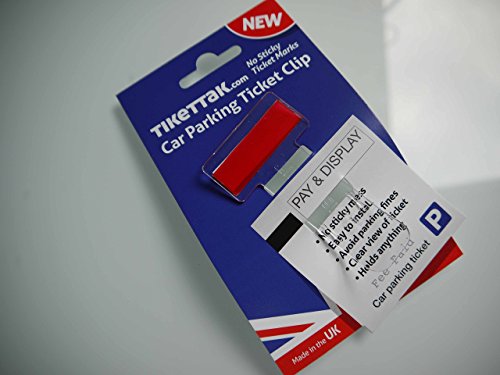 NEW
TIKETTAK.com
No Sticky
Ticket Marks
Car Parking Ticket Clip
PAY & DISPLAY
• No sticky mess
• Easy to install
• Avoid parking fines
• Clear view of ticket
• Holds anything
Fee Paid
Car parking ticket
P
Made in the UK